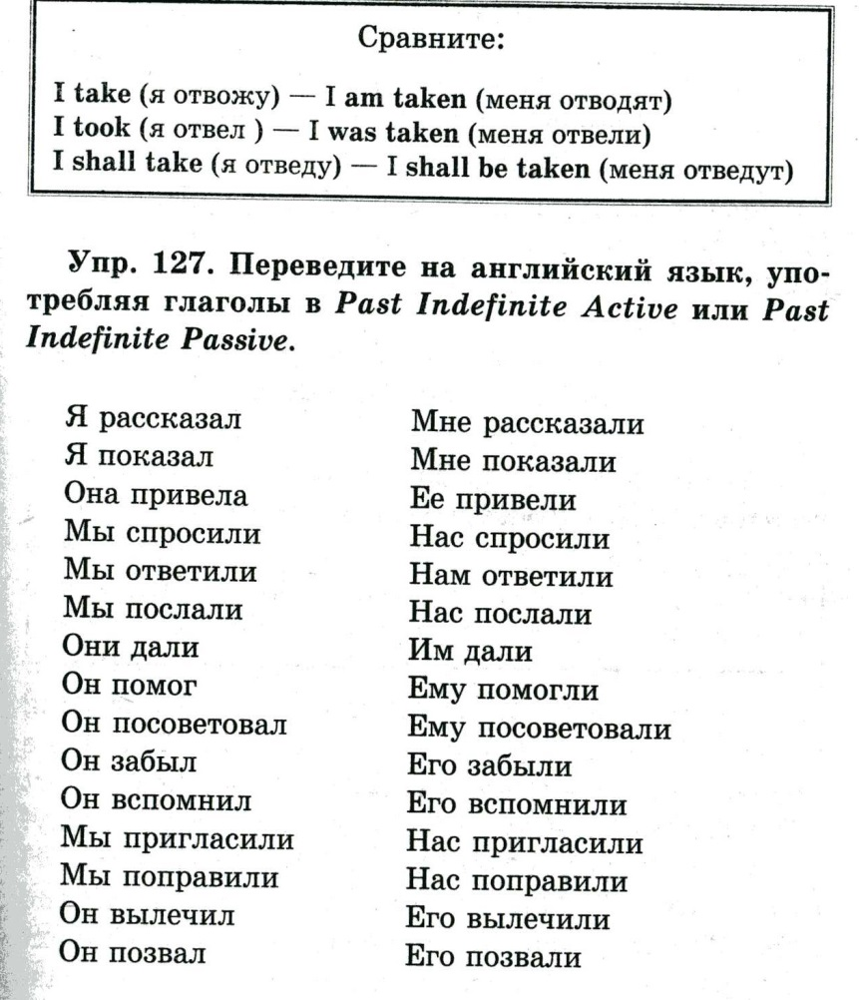 Сравните:
I take (я отвожу) — I am taken (меня отводят)
I took (я отвел ) — I was taken (меня отвели)
I shall take (я отведу) — I shall be taken (меня отведут)
Упр. 127. Переведите на английский язык, упо-
требляя глаголы в Past Indefinite Active или Past
Indefinite Passive.
Я рассказал Мне рассказали
Я показал Мне показали
Она привела Ее привели
Мы спросили Нас спросили
Мы ответили Нам ответили
Мы послали Нас послали
Они дали Им дали
Он помог Ему помогли
Он посоветовал Ему посоветовали
Он забыл Его забыли
Он вспомнил Его вспомнили
Мы пригласили Нас пригласили
Мы поправили Нас поправили
Он вылечил Его вылечили
Он позвал Его позвали